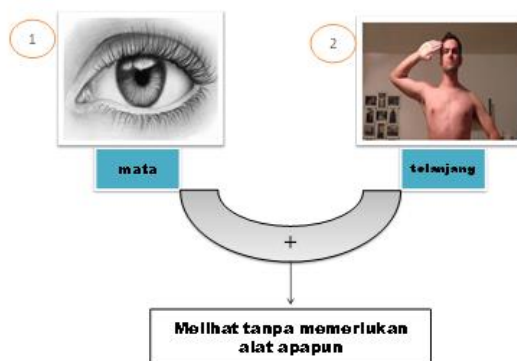 1
2
mata
telanjang
+
Melihat tanpa memerlukan
alat apapun